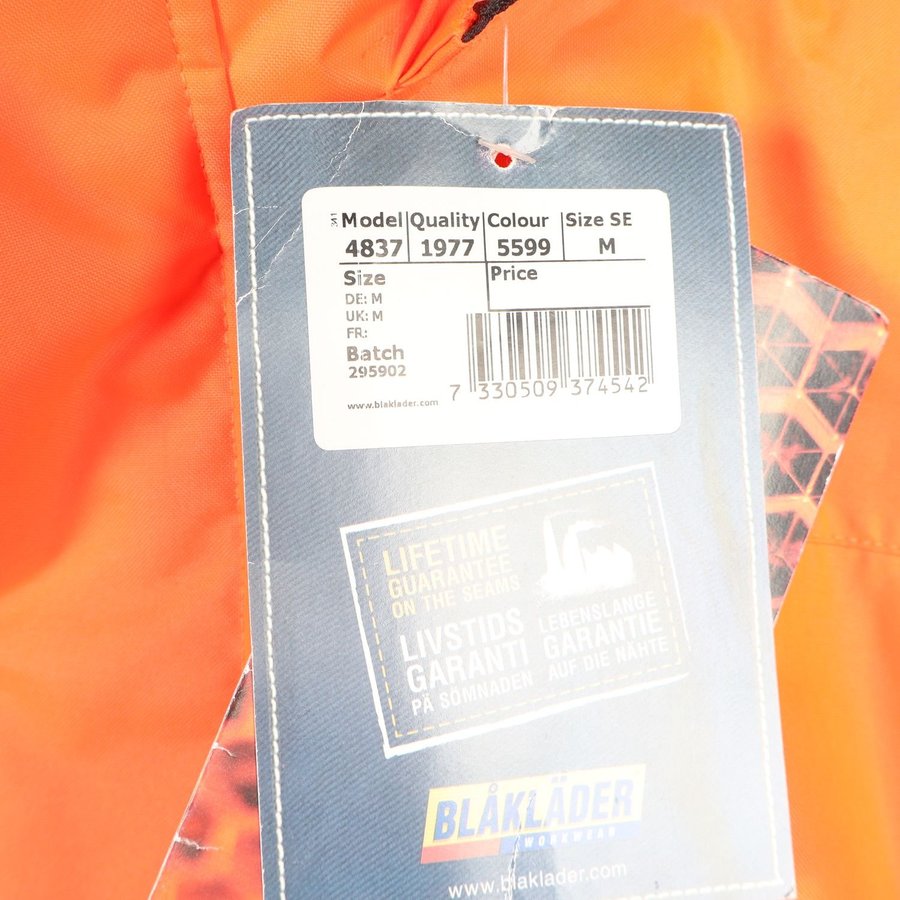 341
Model Quality Colour Size SE
4837 1977 5599 M
Size Price
DE: M
UK: M
FR:
Batch
295902
www.blaklader.com
7 330509 374542
LIFETIME
GUARANTEE
ON THE SEAMS
LIVSTIDS
GARANTI
PÅ SÖMNADEN
LEBENSLANGE
GARANTIE
AUF DIE NÄHTE
BLÅKLÄDER
WORKWEAR
www.blaklader.com